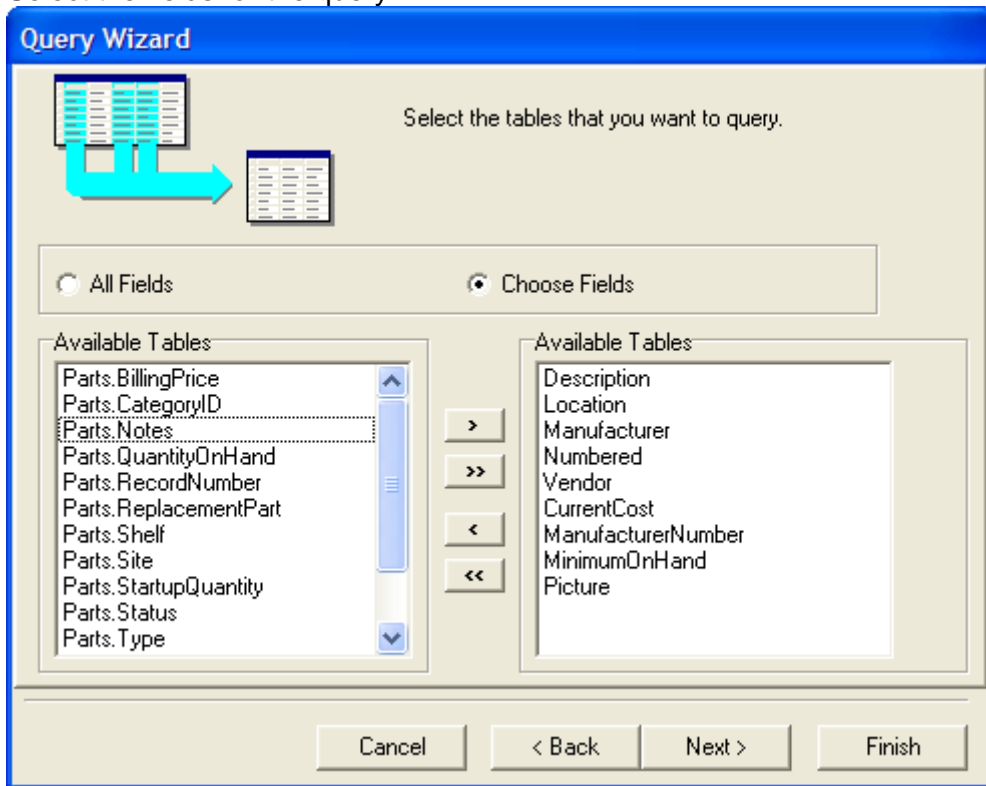 Query Wizard
Select the tables that you want to query.
All Fields
Choose Fields
Available Tables
Parts.BillingPrice
Parts.CategoryID
Parts.Notes
Parts.QuantityOnHand
Parts.RecordNumber
Parts.ReplacementPart
Parts.Shelf
Parts.Site
Parts.StartupQuantity
Parts.Status
Parts.Type
>
>>
<
<<
Available Tables
Description
Location
Manufacturer
Numbered
Vendor
CurrentCost
ManufacturerNumber
MinimumOnHand
Picture
Cancel
< Back
Next >
Finish